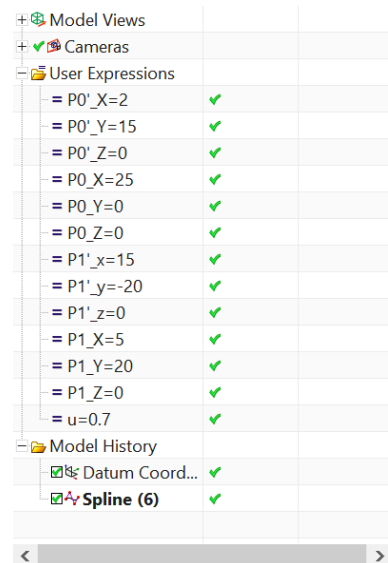 Model Views
Cameras
User Expressions
= P0'_X=2
= P0'_Y=15
= P0'_Z=0
= P0_X=25
= P0_Y=0
= P0_Z=0
= P1'_x=15
= P1'_y=-20
= P1'_z=0
= P1_X=5
= P1_Y=20
= P1_Z=0
= u=0.7
Model History
Datum Coord...
Spline (6)